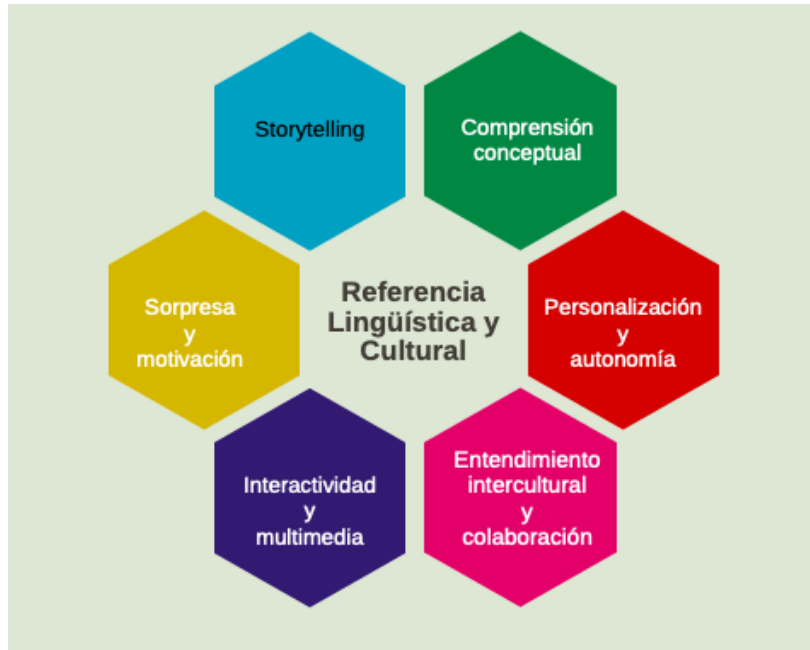 Storytelling
Comprensión
conceptual
Sorpresa
y
motivación
Referencia
Lingüística y
Cultural
Personalización
y
autonomía
Interactividad
y
multimedia
Entendimiento
intercultural
y
colaboración